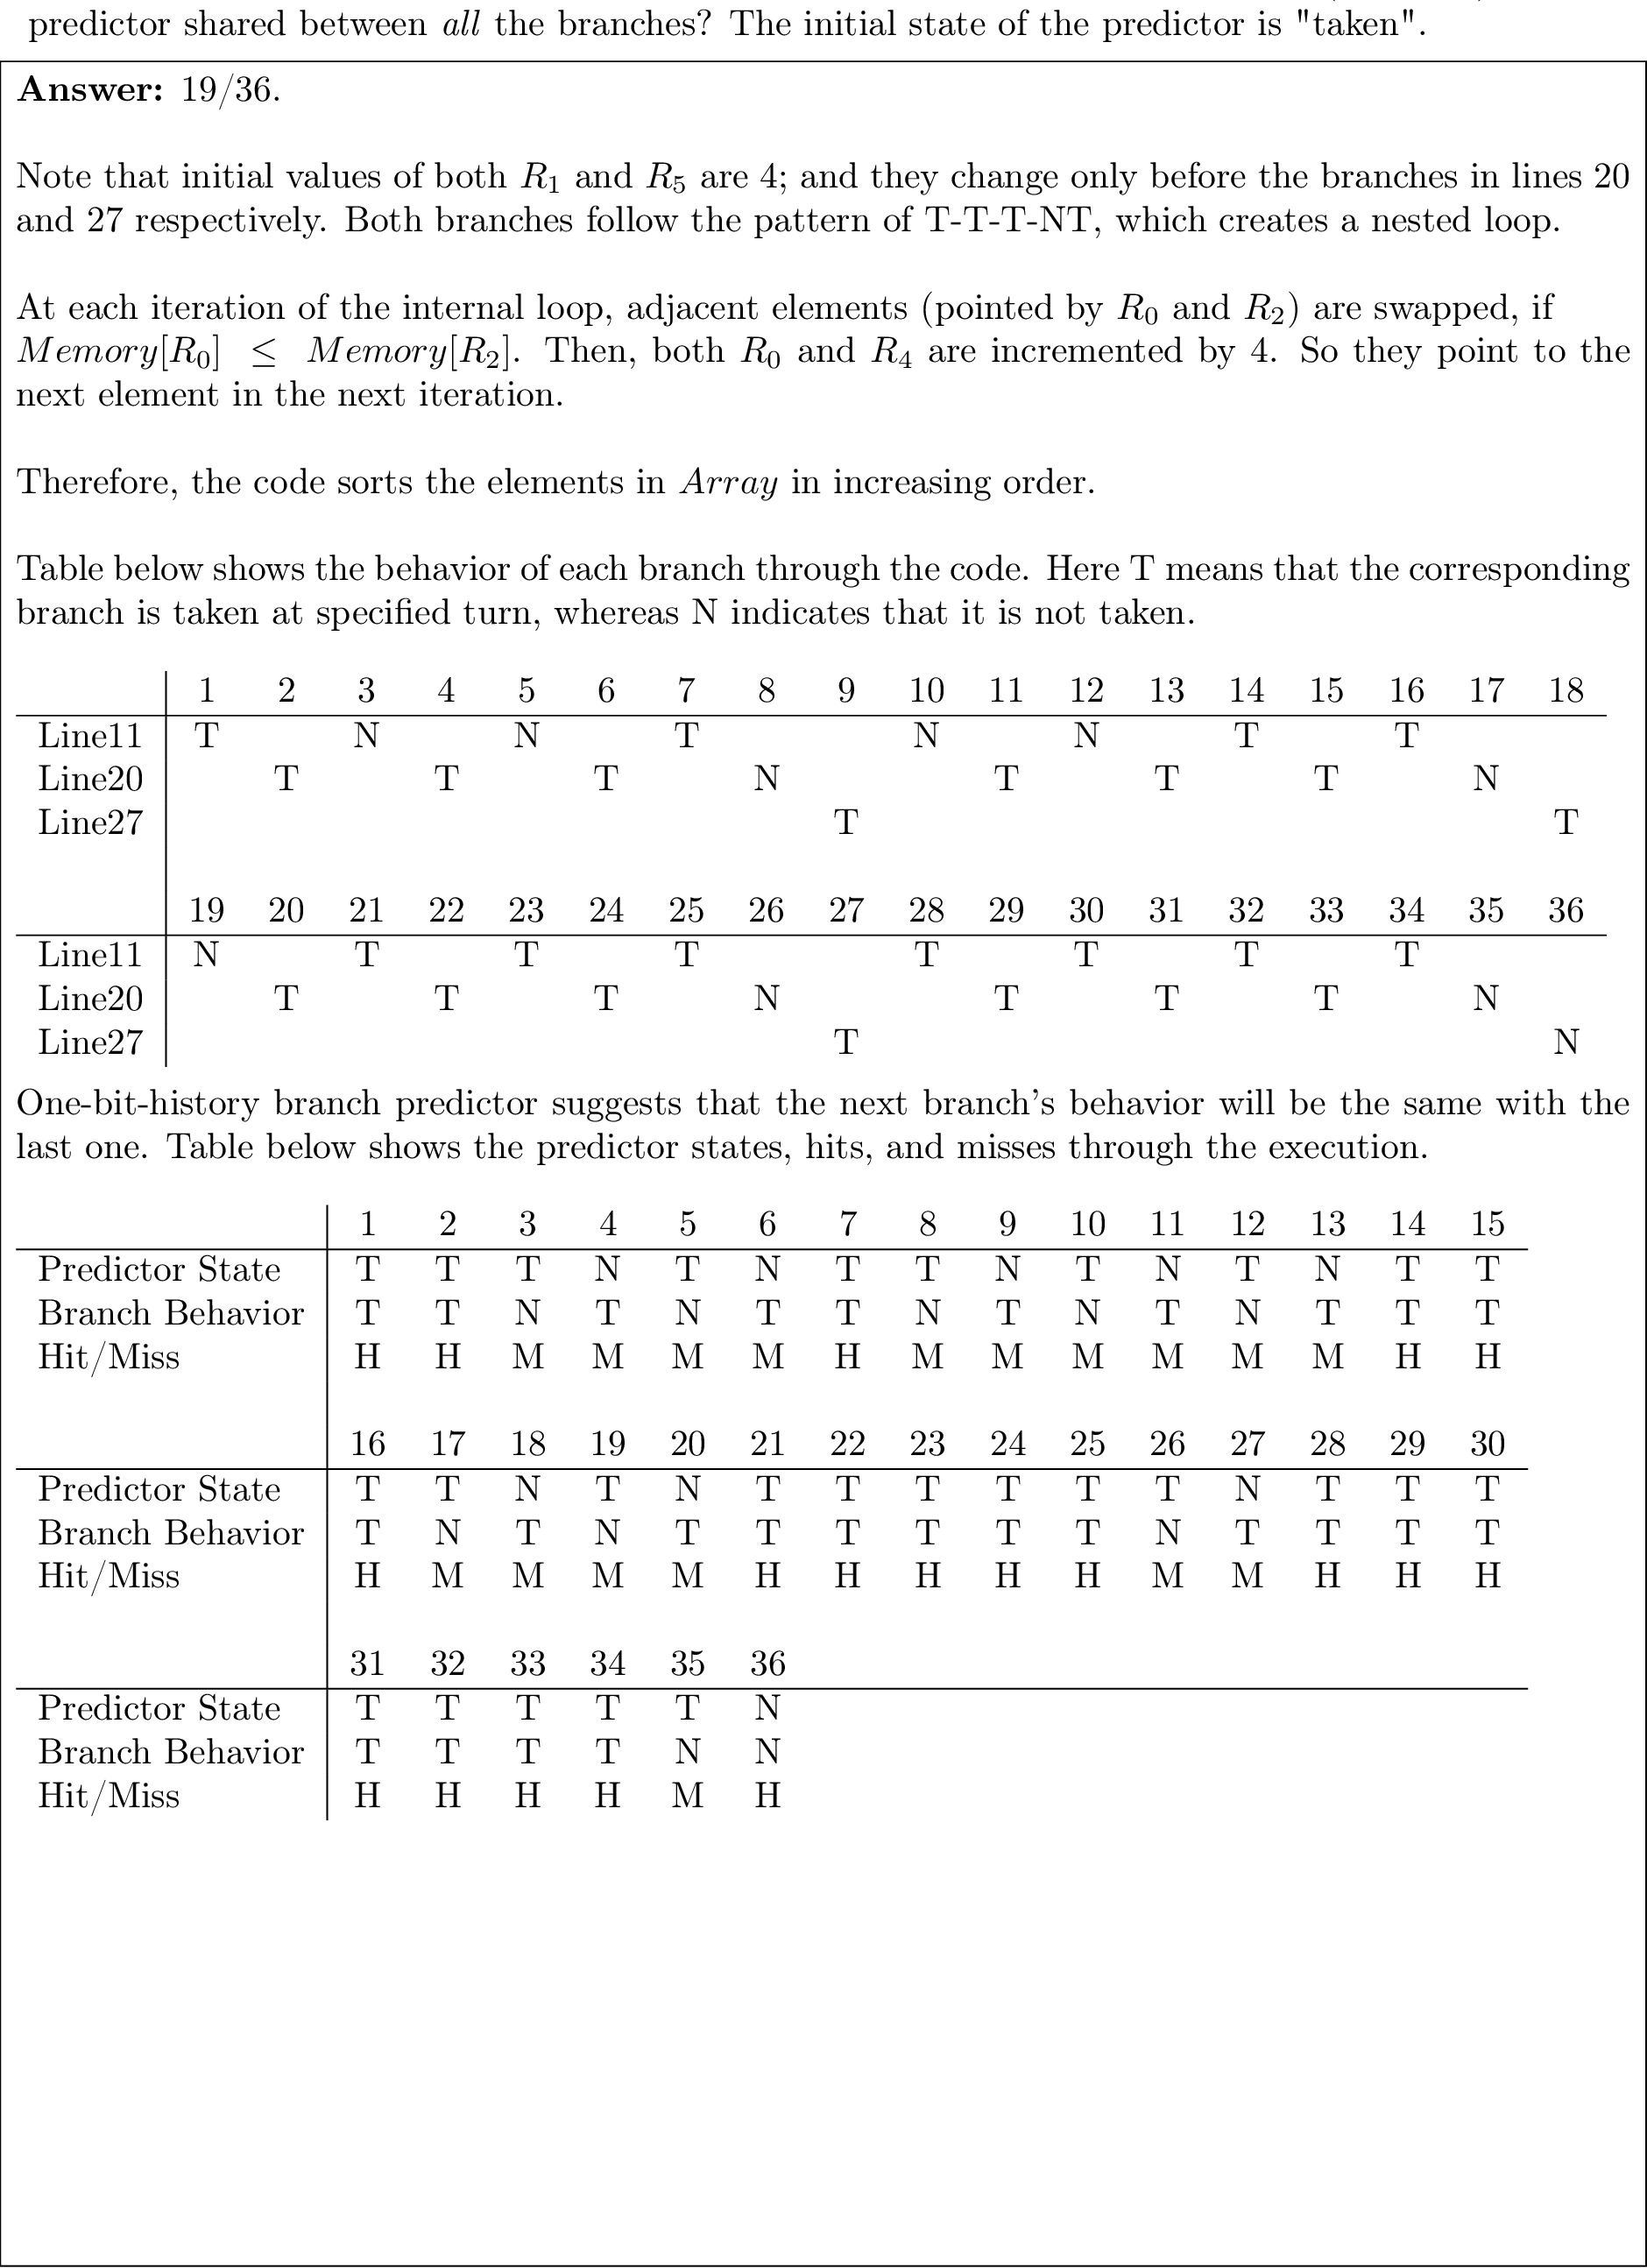 predictor shared between all the branches? The initial state of the predictor is "taken".
Answer: 19/36.
Note that initial values of both R1 and R5 are 4; and they change only before the branches in lines 20
and 27 respectively. Both branches follow the pattern of T-T-T-NT, which creates a nested loop.
At each iteration of the internal loop, adjacent elements (pointed by R0 and R2) are swapped, if
Memory[R0] ≤ Memory[R2]. Then, both R0 and R4 are incremented by 4. So they point to the
next element in the next iteration.
Therefore, the code sorts the elements in Array in increasing order.
Table below shows the behavior of each branch through the code. Here T means that the corresponding
branch is taken at specified turn, whereas N indicates that it is not taken.
1 2 3 4 5 6 7 8 9 10 11 12 13 14 15 16 17 18
Line11 T N N T N N T T
Line20 T T T N T T T N
Line27 T T
19 20 21 22 23 24 25 26 27 28 29 30 31 32 33 34 35 36
Line11 N T T T T T T T
Line20 T T T N T T T N
Line27 T N
One-bit-history branch predictor suggests that the next branch's behavior will be the same with the
last one. Table below shows the predictor states, hits, and misses through the execution.
1 2 3 4 5 6 7 8 9 10 11 12 13 14 15
Predictor State T T T N T N T T N T N T N T T
Branch Behavior T T N T N T T N T N T N T T T
Hit/Miss H H M M M M H M M M M M M H H
16 17 18 19 20 21 22 23 24 25 26 27 28 29 30
Predictor State T T N T N T T T T T T N T T T
Branch Behavior T N T N T T T T T T N T T T T
Hit/Miss H M M M M H H H H H M M H H H
31 32 33 34 35 36
Predictor State T T T T T N
Branch Behavior T T T T N N
Hit/Miss H H H H M H